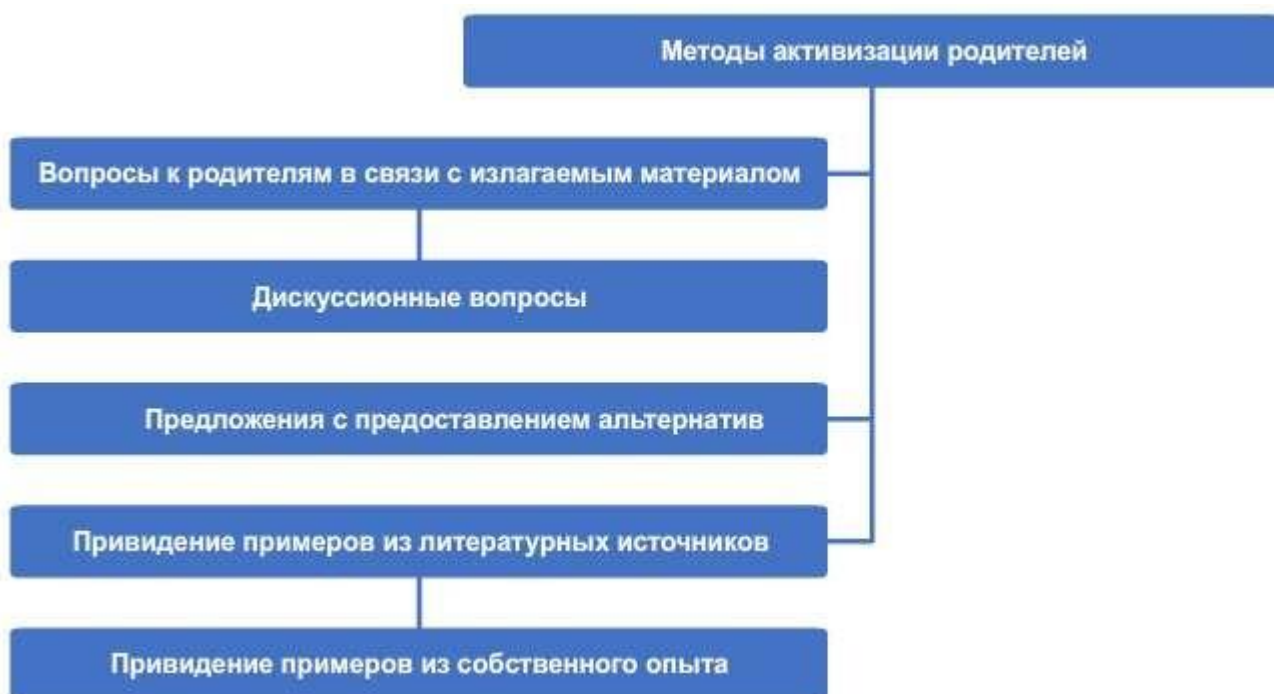 Методы активизации родителей
Вопросы к родителям в связи с излагаемым материалом
Дискуссионные вопросы
Предложения с предоставлением альтернатив
Привидение примеров из литературных источников
Привидение примеров из собственного опыта